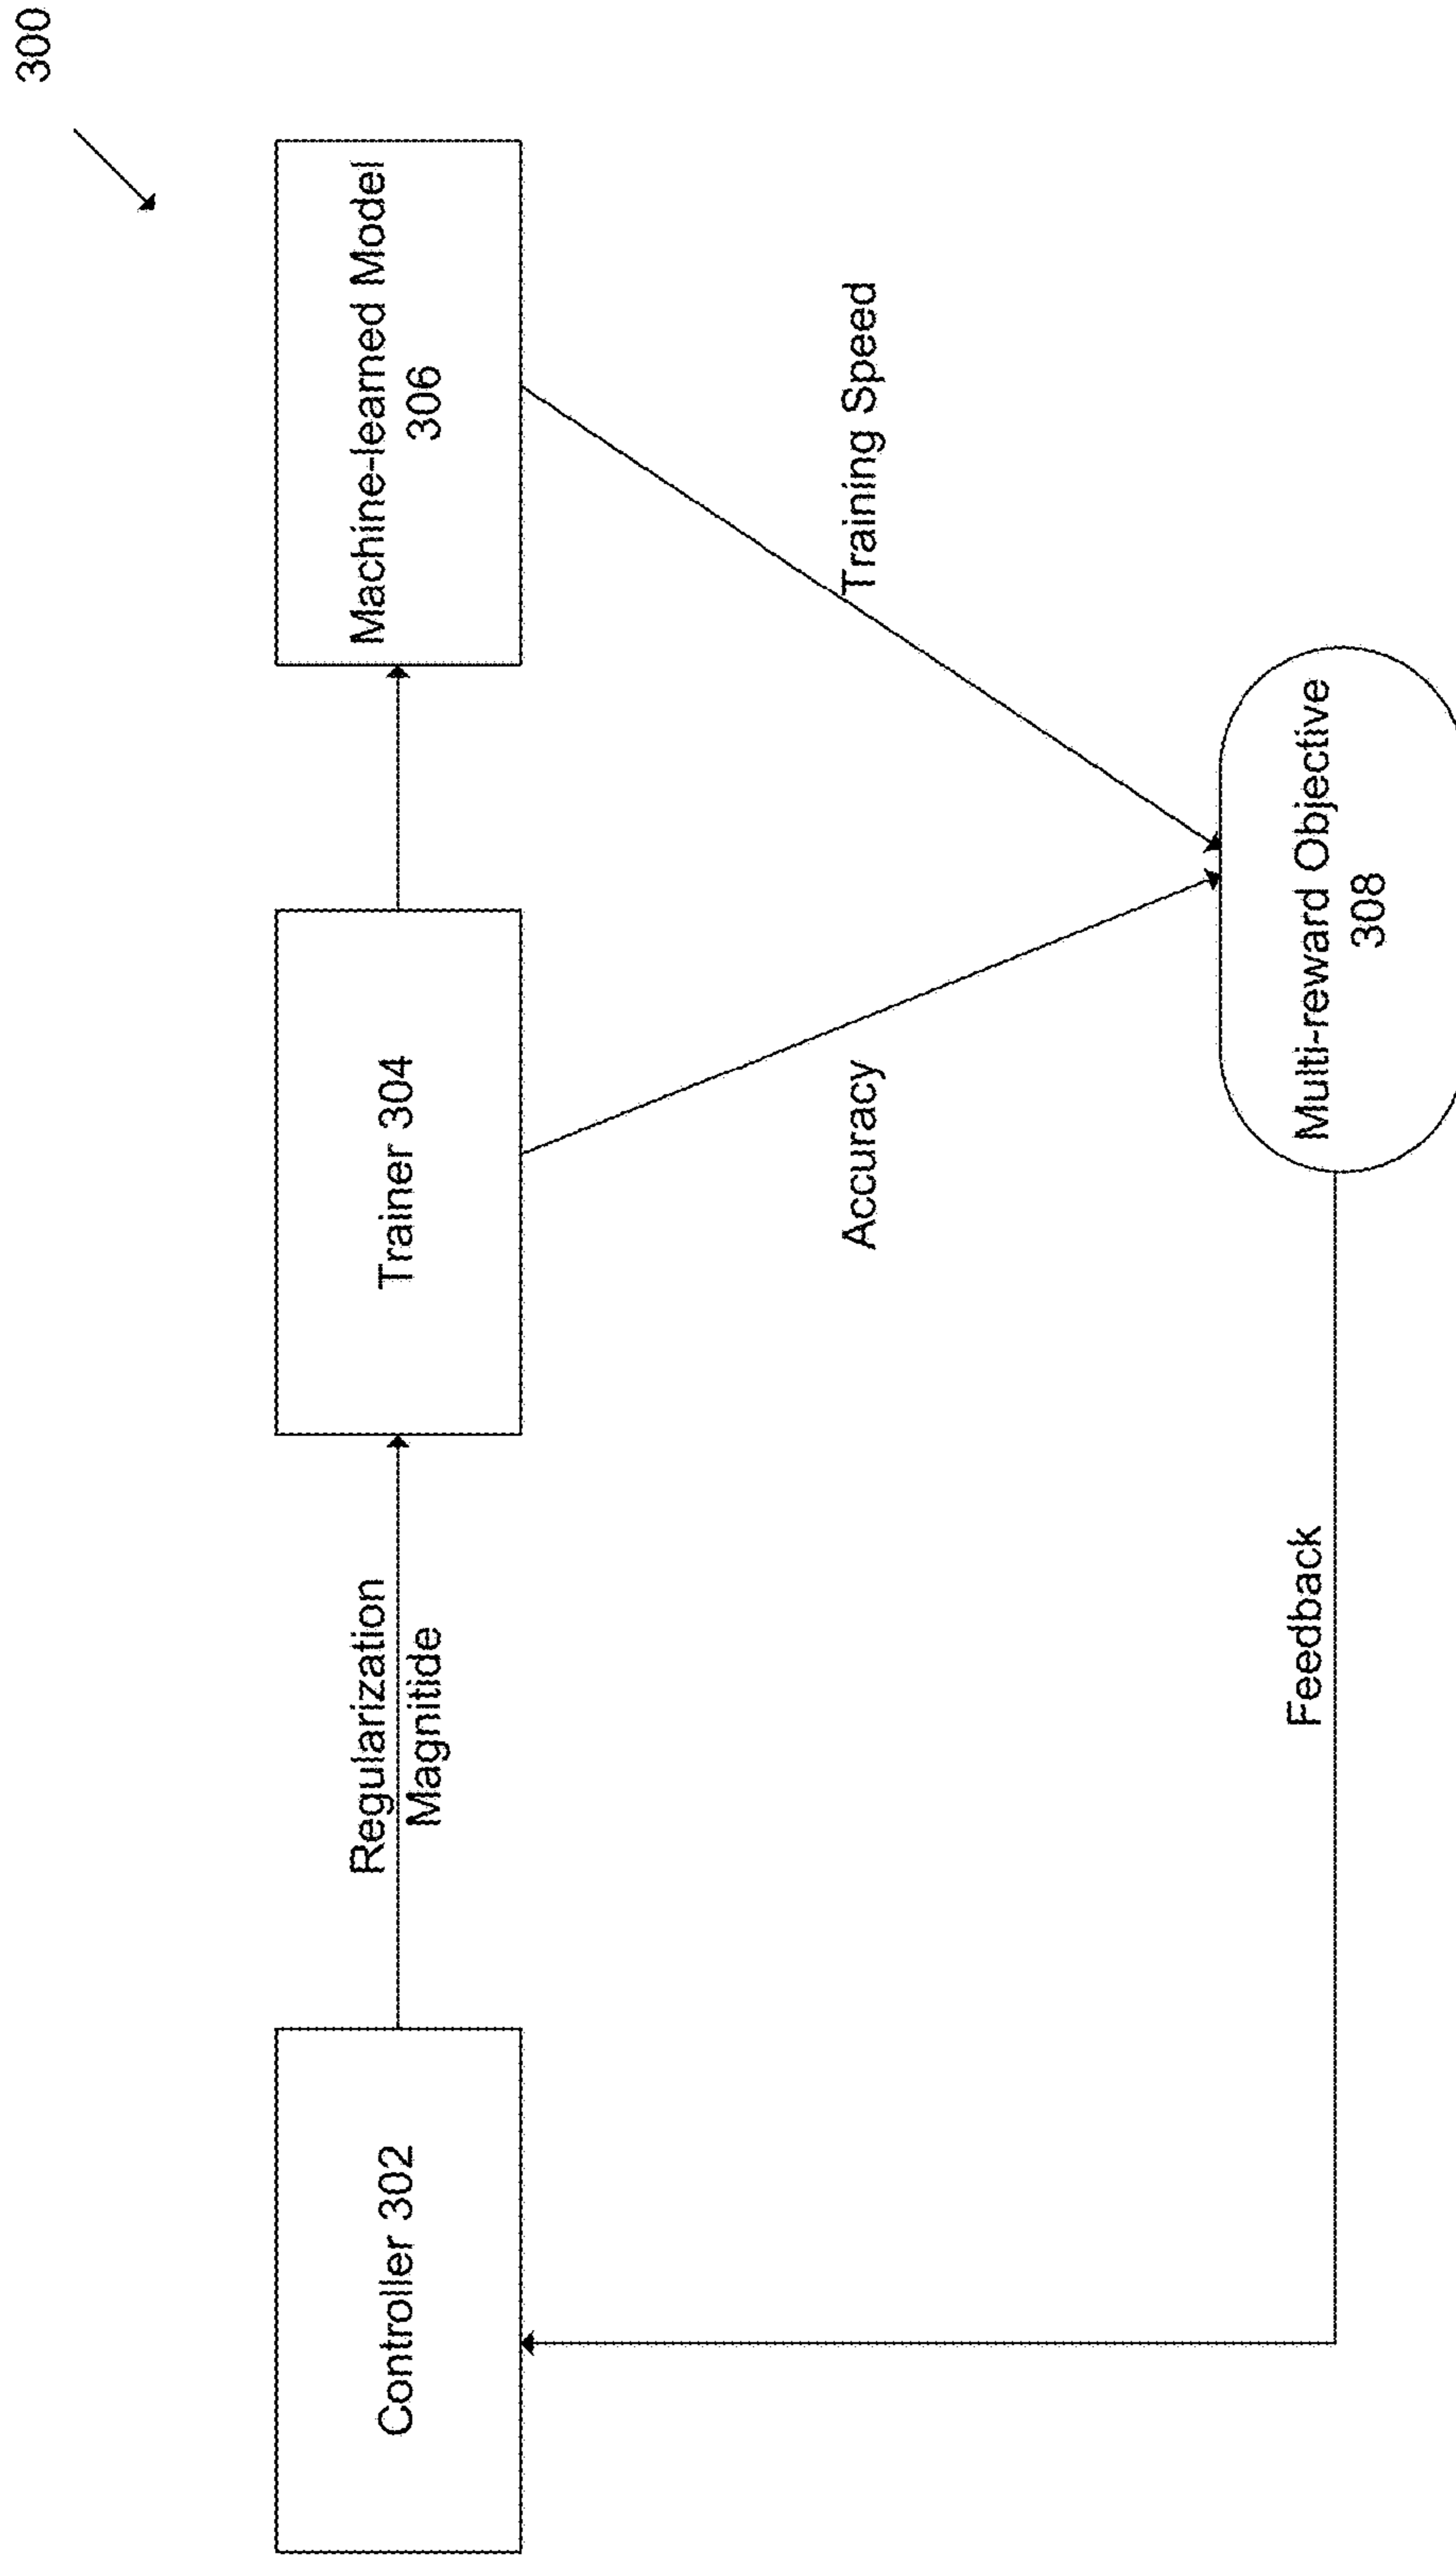 300
Controller 302
Regularization
Magnitide
Trainer 304
Machine-learned Model
306
Accuracy
Training Speed
Feedback
Multi-reward Objective
308